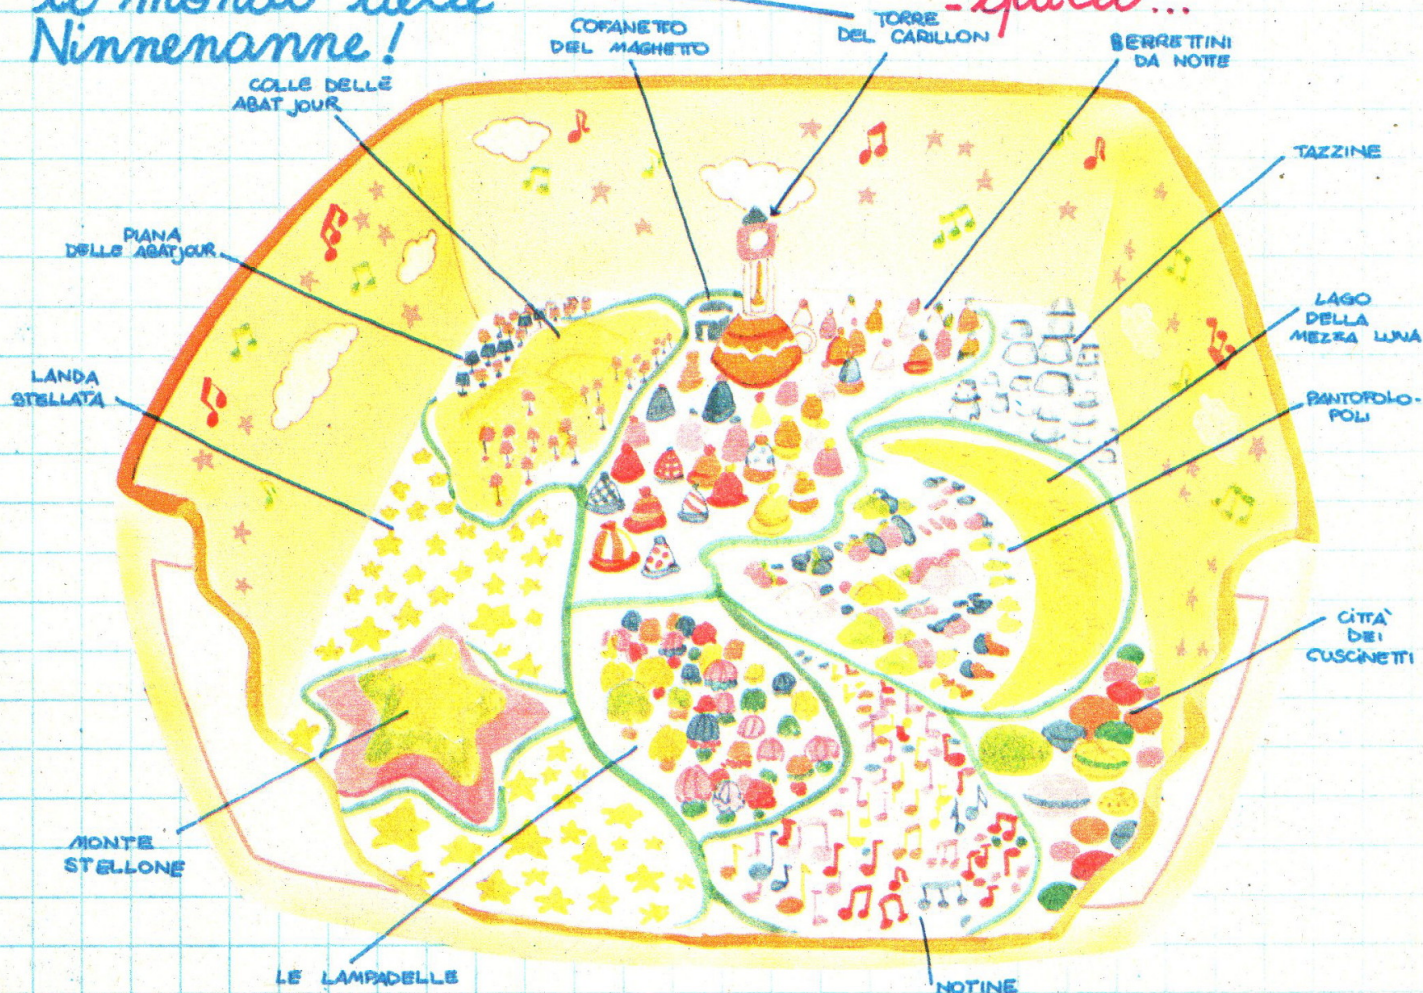 Ninnenanne!
COFANETTO
DEL MAGHETTO
TORRE
DEL CARILLON
BERRETTINI
DA NOTTE
COLLE DELLE
ABAT JOUR
TAZZINE
PIANA
DELLE ABATJOUR
LAGO
DELLA
MEZZA LUNA
LANDA
STELLATA
PANTOFOLO-
POLI
CITTÀ
DEI
CUSCINETTI
MONTE
STELLONE
LE LAMPADELLE
NOTINE